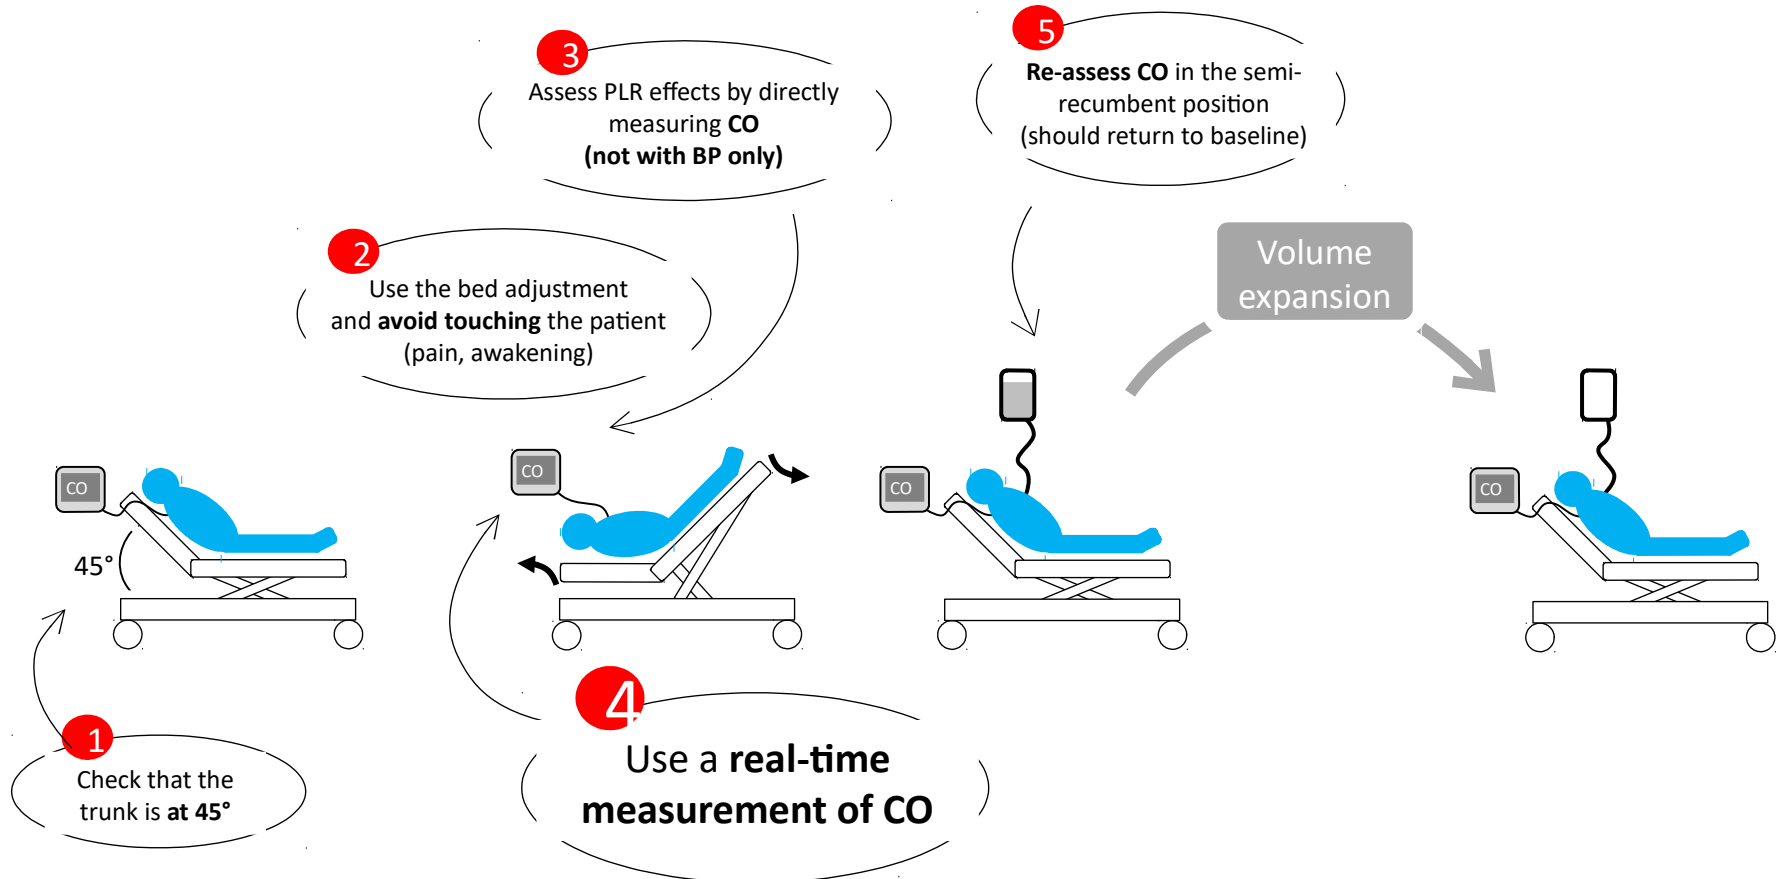 3
Assess PLR effects by directly
measuring CO
(not with BP only)
5
Re-assess CO in the semi-
recumbent position
(should return to baseline)
2
Use the bed adjustment
and avoid touching the patient
(pain, awakening)
Volume
expansion
CO
CO
CO
CO
45°
1
Check that the
trunk is at 45°
4
Use a real-time
measurement of CO